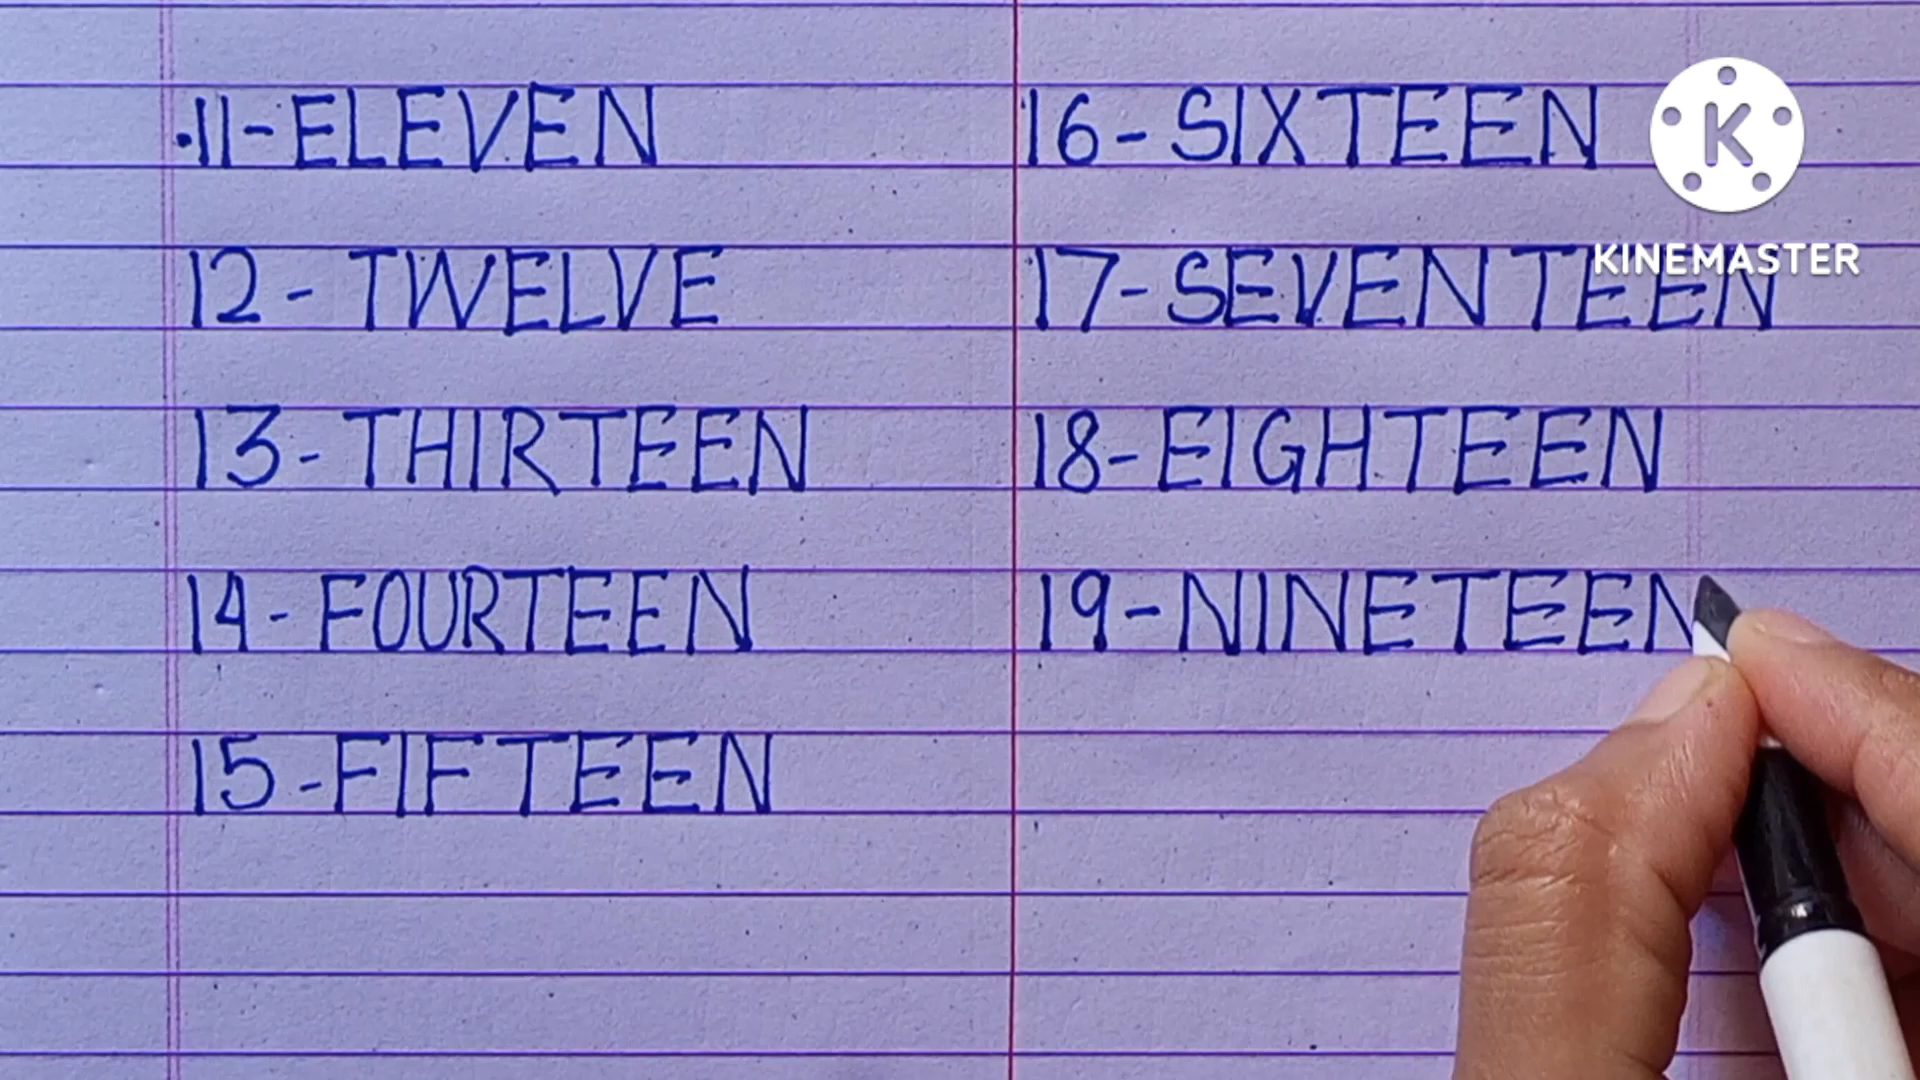 11-ELEVEN
12- TWELVE
13- THIRTEEN
14- FOURTEEN
15-FIFTEEN
16- SIXTEEN
17- SEVENTEEN
18-EIGHTEEN
19-NINETEEN
K
KINEMASTER